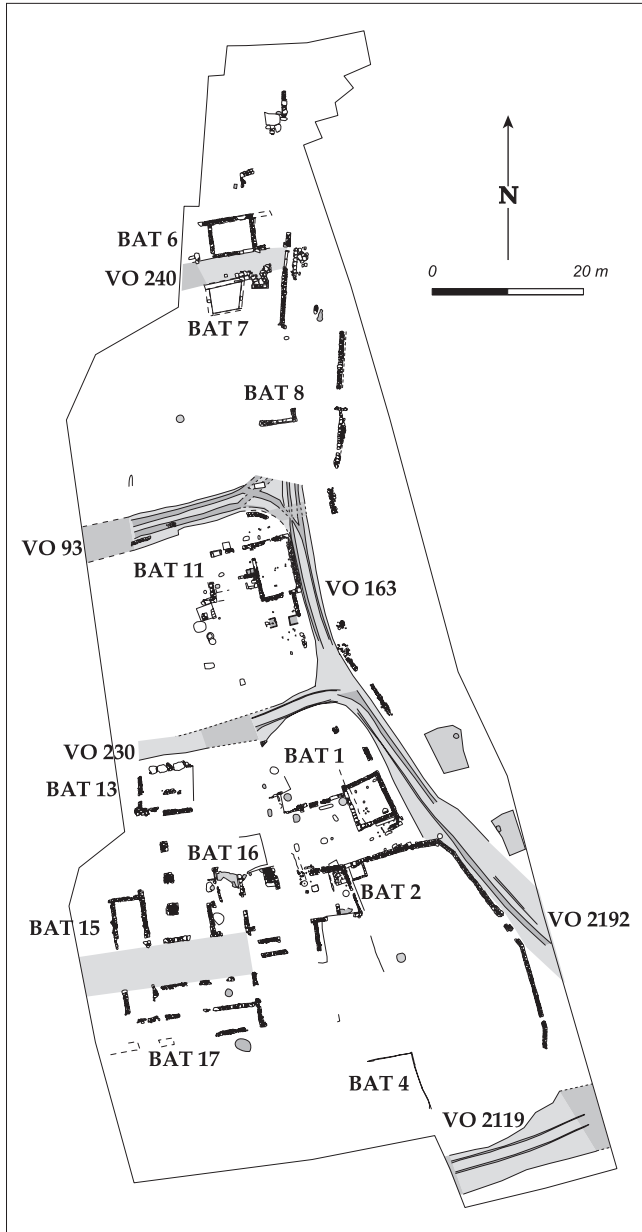 N
0 20 m
BAT 6
VO 240
BAT 7
BAT 8
VO 93
BAT 11
VO 163
VO 230
BAT 1
BAT 13
BAT 16
BAT 2
BAT 15
VO 2192
BAT 17
BAT 4
VO 2119